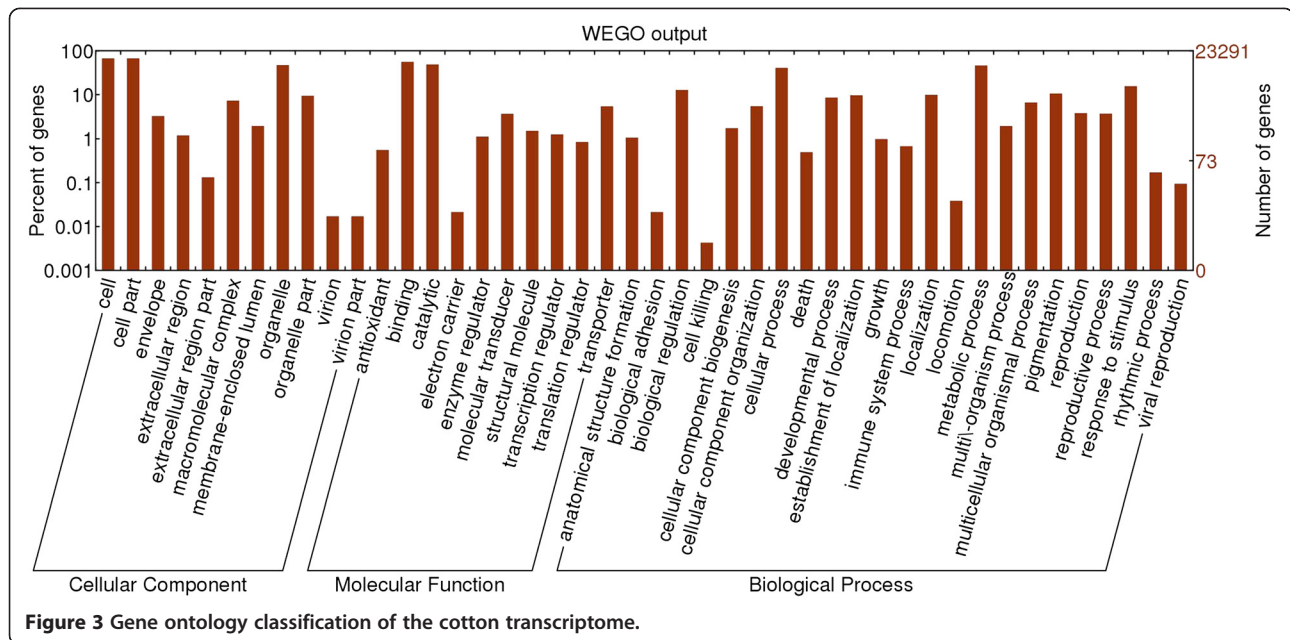 WEGO output
Percent of genes
100
10
1
0.1
0.01
0.001
23291
73
0
Number of genes
cell
cell part
envelope
extracellular region
extracellular region part
macromolecular complex
membrane-enclosed lumen
organelle
organelle part
virion
virion part
antioxidant
binding
catalytic
electron carrier
enzyme regulator
molecular transducer
structural molecule
transcription regulator
translation regulator
transporter
anatomical structure formation
biological adhesion
biological regulation
cell killing
cellular component biogenesis
cellular component organization
cellular process
death
developmental process
establishment of localization
growth
immune system process
localization
locomotion
metabolic process
multi\-organism process
multicellular organismal process
pigmentation
reproduction
reproductive process
response to stimulus
rhythmic process
viral reproduction
Cellular Component
Molecular Function
Biological Process
Figure 3 Gene ontology classification of the cotton transcriptome.